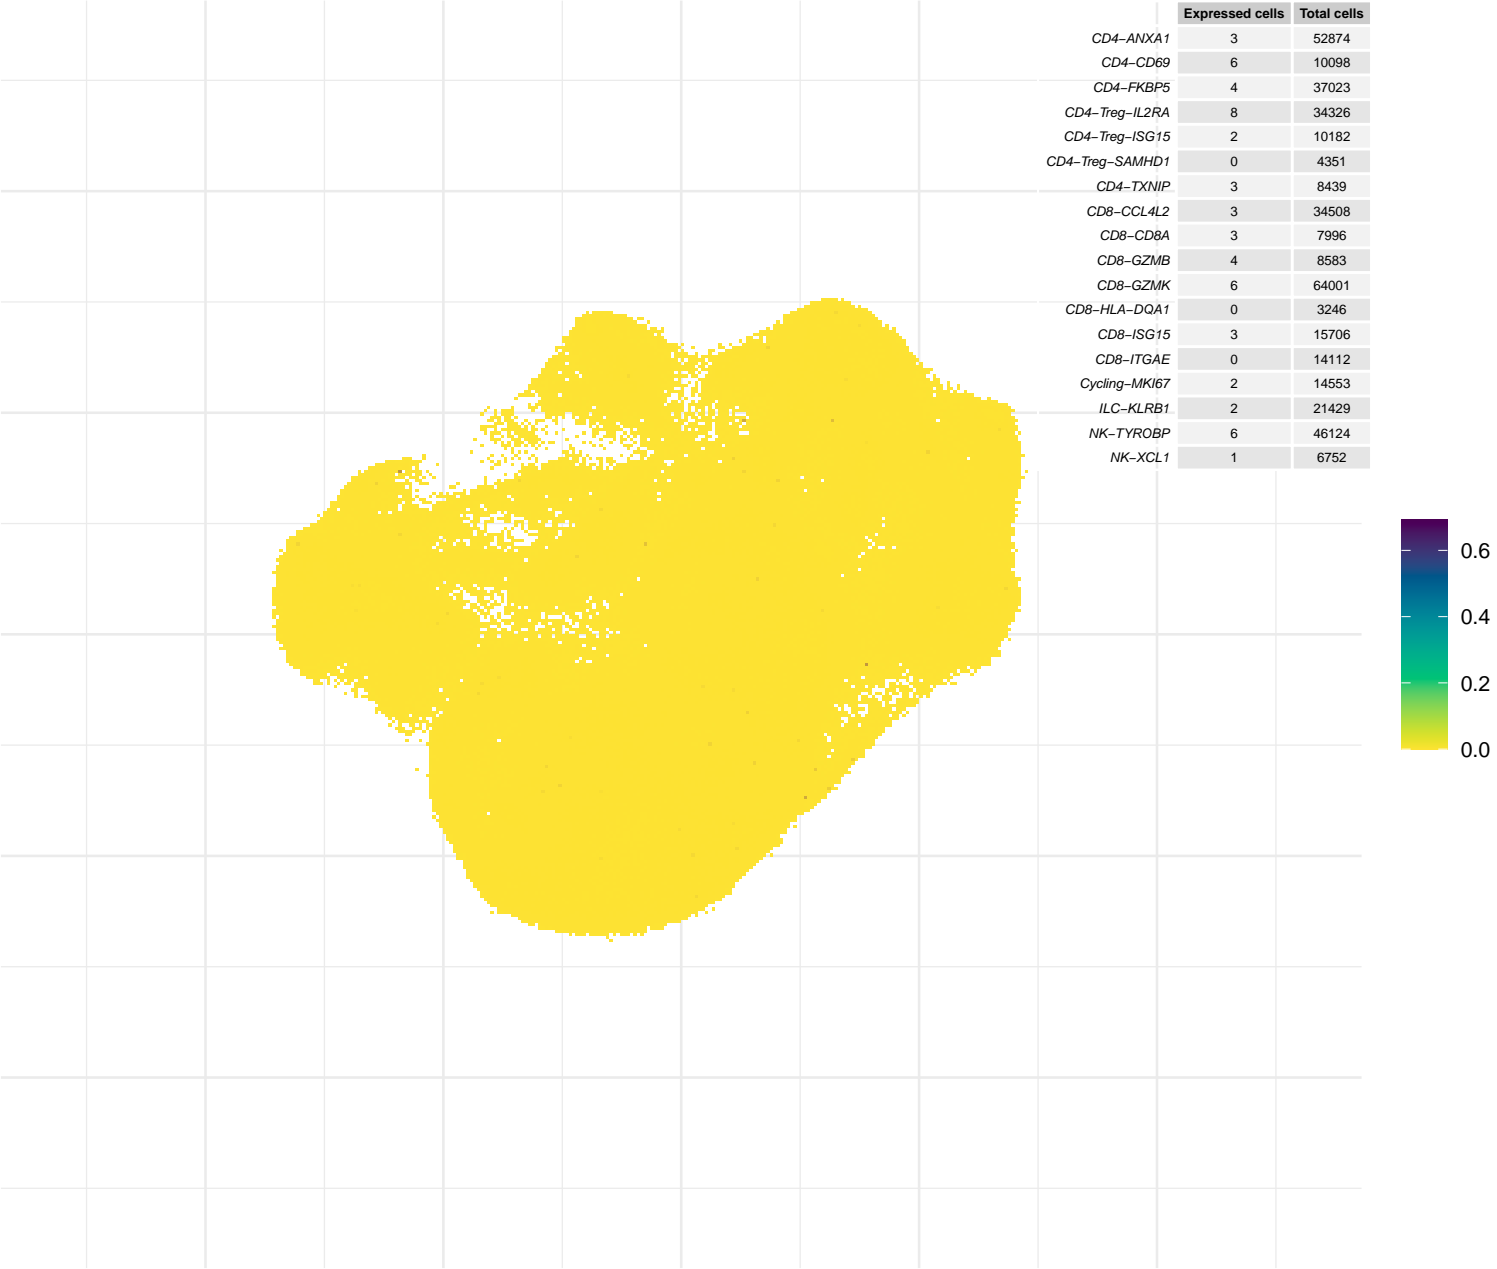 Expressed cells Total cells
CD4−ANXA1 3 52874
CD4−CD69 6 10098
CD4−FKBP5 4 37023
CD4−Treg−IL2RA 8 34326
CD4−Treg−ISG15 2 10182
CD4−Treg−SAMHD1 0 4351
CD4−TXNIP 3 8439
CD8−CCL4L2 3 34508
CD8−CD8A 3 7996
CD8−GZMB 4 8583
CD8−GZMK 6 64001
CD8−HLA−DQA1 0 3246
CD8−ISG15 3 15706
CD8−ITGAE 0 14112
Cycling−MKI67 2 14553
ILC−KLRB1 2 21429
NK−TYROBP 6 46124
NK−XCL1 1 6752
0.6
0.4
0.2
0.0